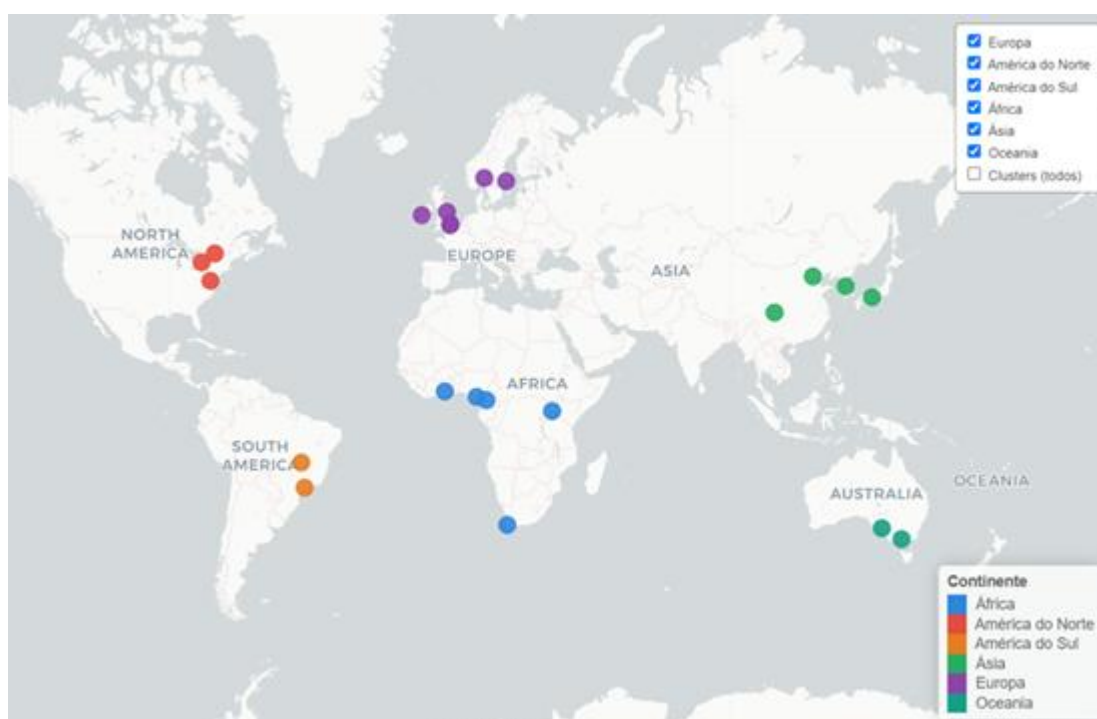 Europa
América do Norte
América do Sul
África
Ásia
Oceania
Clusters (todos)
NORTH
AMERICA
EUROPE
ASIA
AFRICA
SOUTH
AMERICA
OCEANIA
AUSTRALIA
Continente
África
América do Norte
América do Sul
Ásia
Europa
Oceania